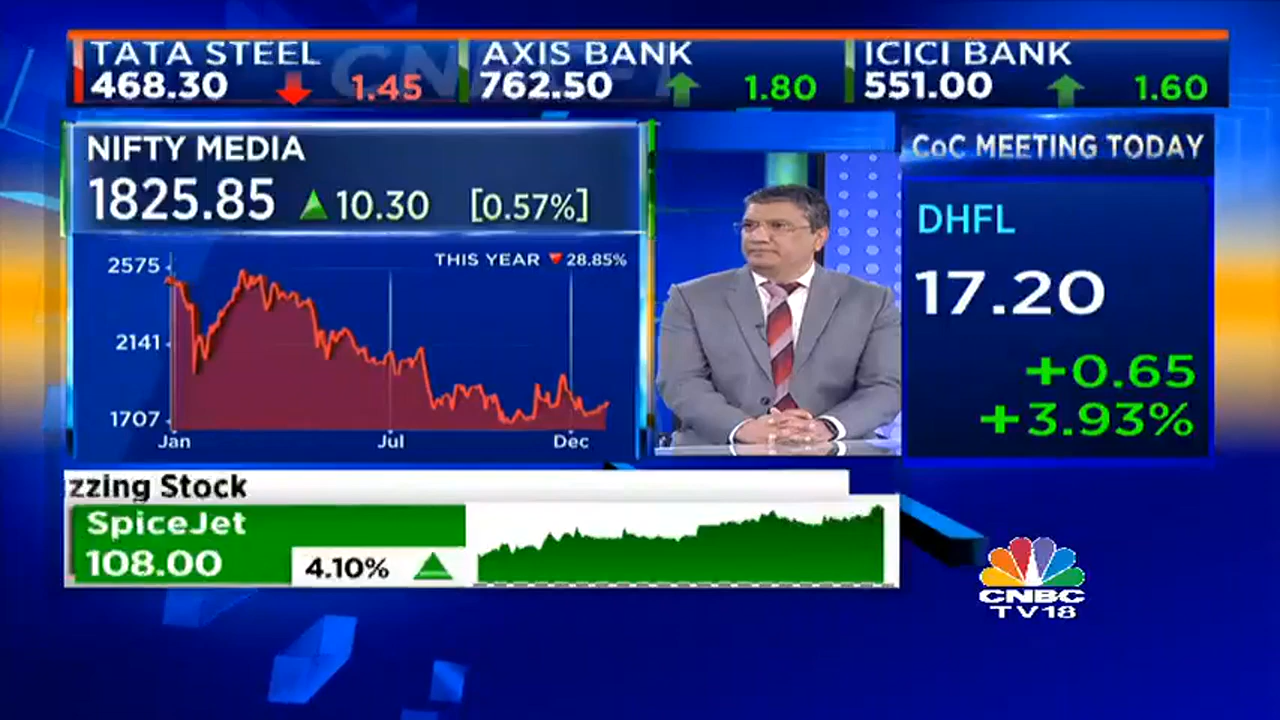 TATA STEEL
468.30 1.45
AXIS BANK
762.50 1.80
ICICI BANK
551.00 1.60
NIFTY MEDIA
1825.85 ▲ 10.30 [0.57%]
THIS YEAR ▼ 28.85%
2575
2141
1707
Jan Jul Dec
CoC MEETING TODAY
DHFL
17.20
+0.65
+3.93%
zzing Stock
SpiceJet
108.00 4.10%
CNBC
TV18